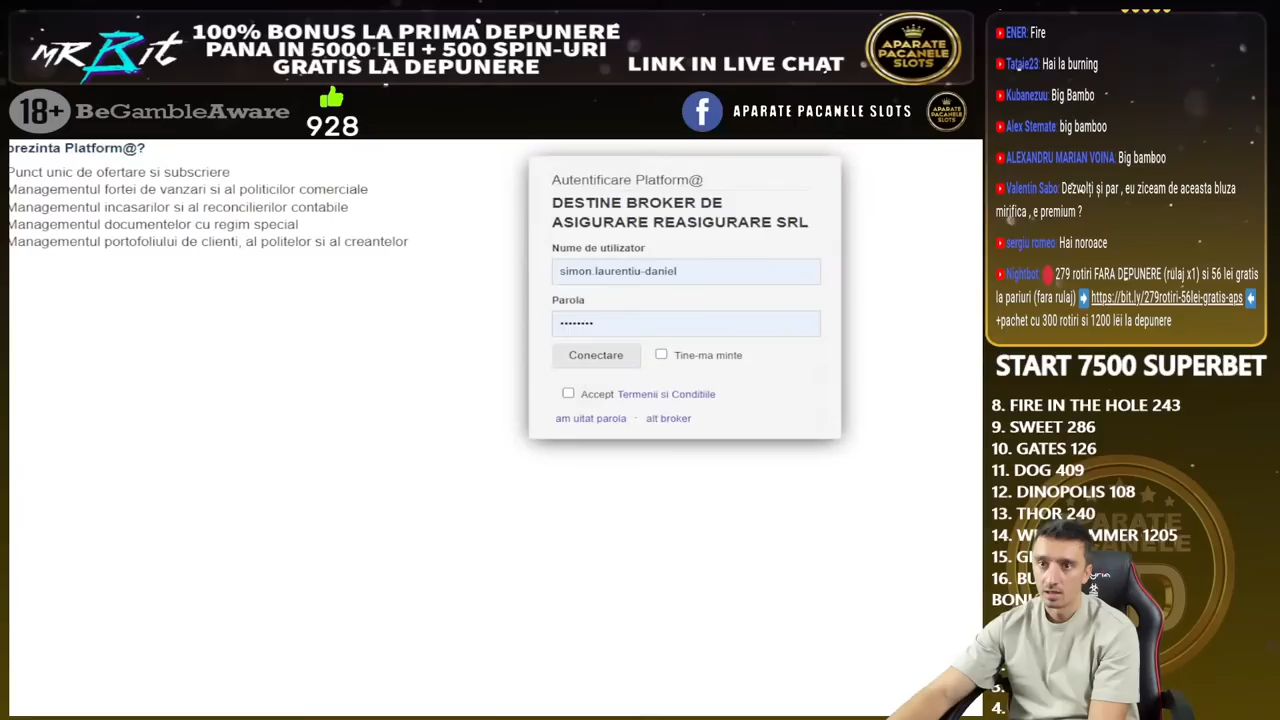 MRBit
100% BONUS LA PRIMA DEPUNERE
PANA IN 5000 LEI + 500 SPIN-URI
GRATIS LA DEPUNERE
LINK IN LIVE CHAT
APARATE
PACANELE
SLOTS
18+ BeGambleAware
928
f APARATE PACANELE SLOTS
prezinta Platform@?
Punct unic de ofertare si subscriere
Managementul fortei de vanzari si al politicilor comerciale
Managementul incasarilor si al reconcilierilor contabile
Managementul documentelor cu regim special
Managementul portofoliului de clienti, al politelor si al creantelor
Autentificare Platform@
DESTINE BROKER DE
ASIGURARE REASIGURARE SRL
Nume de utilizator
simon.laurentiu-daniel
Parola
••••••••
Conectare
Tine-ma minte
Accept Termenii si Conditiile
am uitat parola - alt broker
ENER: Fire
Tataie23: Hai la burning
Kubanezuu: Big Bambo
Alex Stemate: big bamboo
ALEXANDRU MARIAN VOINA: Big bamboo
Valentin Sabo: Dezvolți și par , eu ziceam de aceasta bluza
mirifica , e premium ?
sergiu romeo: Hai noroace
Nightbot: 279 rotiri FARA DEPUNERE (rulaj x1) si 56 lei gratis
la pariuri (fara rulaj) https://bit.ly/279rotiri-56lei-gratis-aps
+pachet cu 300 rotiri si 1200 lei la depunere
START 7500 SUPERBET
8. FIRE IN THE HOLE 243
9. SWEET 286
10. GATES 126
11. DOG 409
12. DINOPOLIS 108
13. THOR 240
14. W MMER 1205
15. G
16. BU
BON
3.
4.